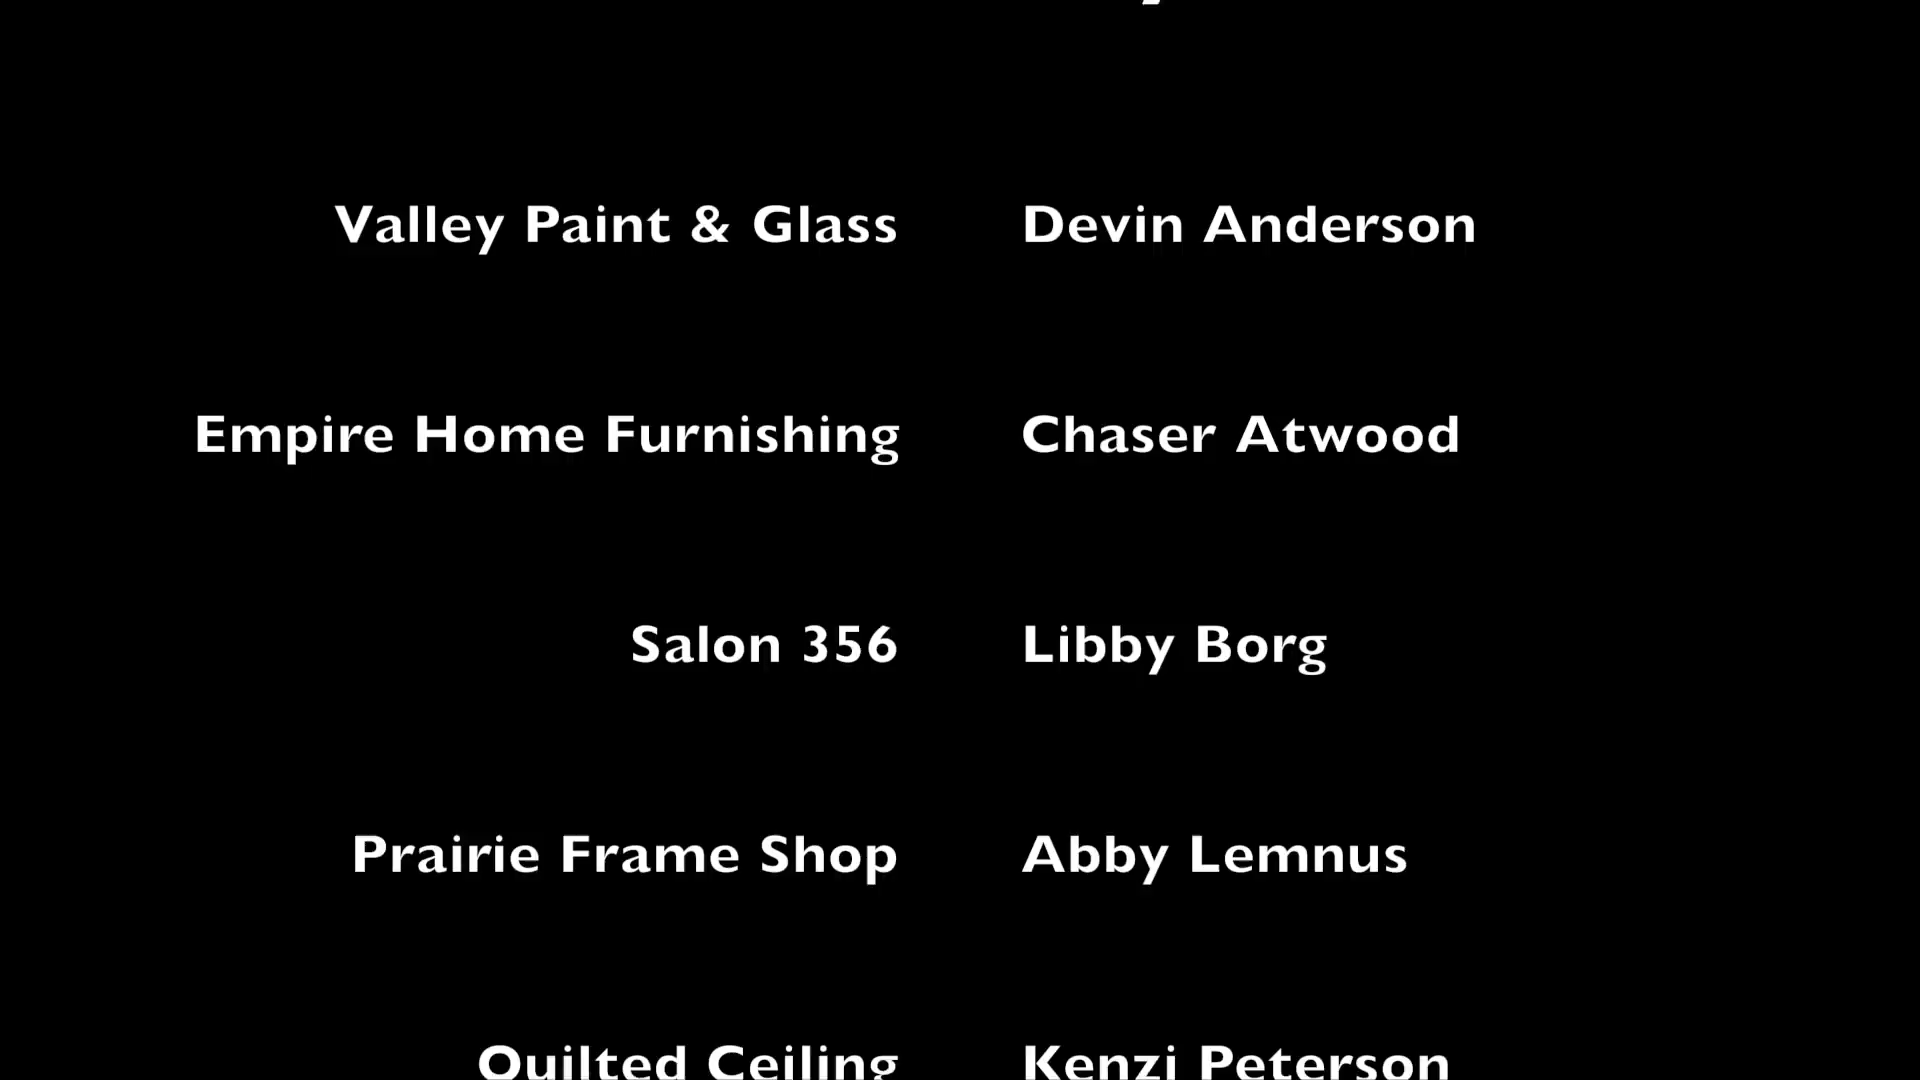 Valley Paint & Glass Devin Anderson
Empire Home Furnishing Chaser Atwood
Salon 356 Libby Borg
Prairie Frame Shop Abby Lemnus
Quilted Ceiling Kenzi Peterson